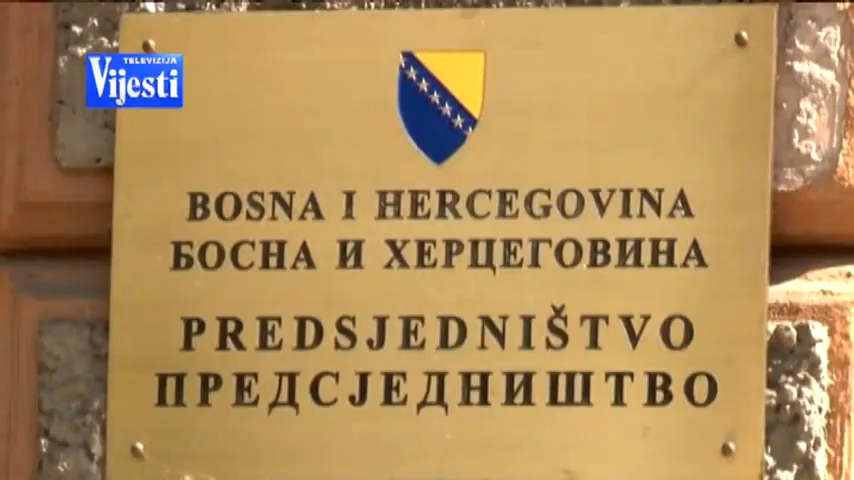 TELEVIZIJA
Vijesti
BOSNA I HERCEGOVINA
БОСНА И ХЕРЦЕГОВИНА
PREDSJEDNIŠTVO
ПРЕДСЈЕДНИШТВО